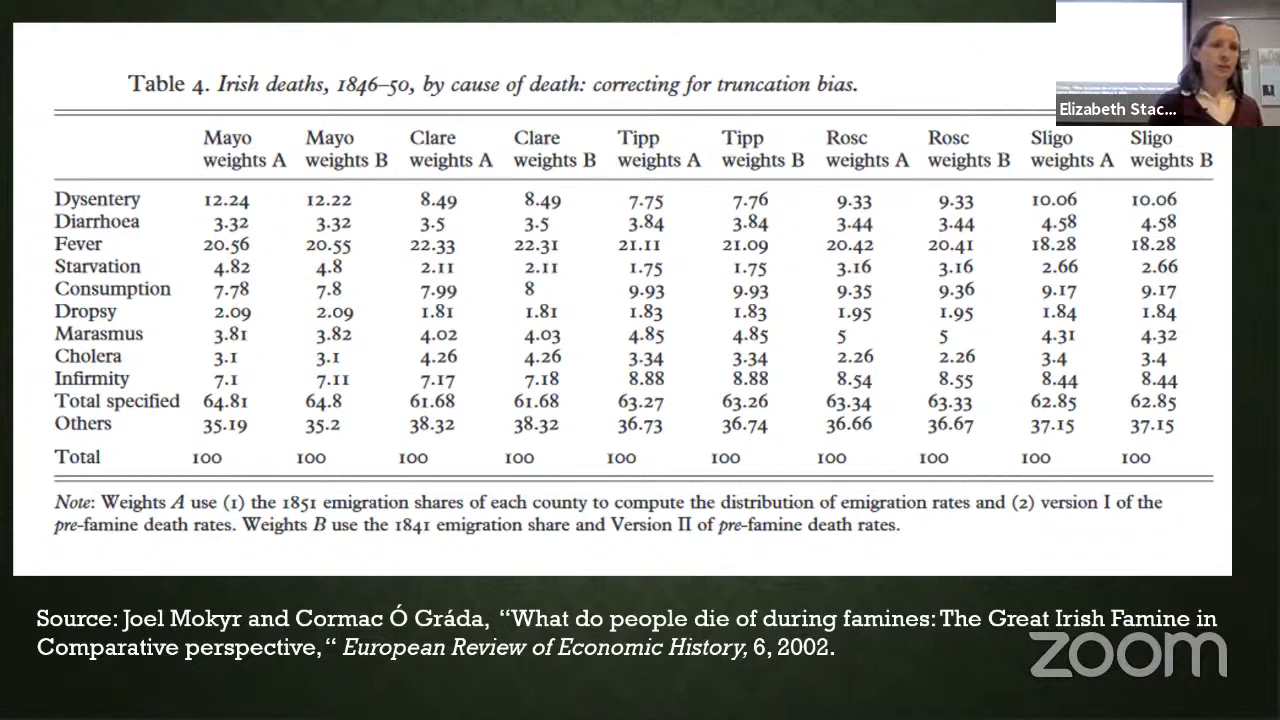 Table 4. Irish deaths, 1846–50, by cause of death: correcting for truncation bias.
Elizabeth Stac...
Mayo weights A Mayo weights B Clare weights A Clare weights B Tipp weights A Tipp weights B Rosc weights A Rosc weights B Sligo weights A Sligo weights B
Dysentery 12.24 12.22 8.49 8.49 7.75 7.76 9.33 9.33 10.06 10.06
Diarrhoea 3.32 3.32 3.5 3.5 3.84 3.84 3.44 3.44 4.58 4.58
Fever 20.56 20.55 22.33 22.31 21.11 21.09 20.42 20.41 18.28 18.28
Starvation 4.82 4.8 2.11 2.11 1.75 1.75 3.16 3.16 2.66 2.66
Consumption 7.78 7.8 7.99 8 9.93 9.93 9.35 9.36 9.17 9.17
Dropsy 2.09 2.09 1.81 1.81 1.83 1.83 1.95 1.95 1.84 1.84
Marasmus 3.81 3.82 4.02 4.03 4.85 4.85 5 5 4.31 4.32
Cholera 3.1 3.1 4.26 4.26 3.34 3.34 2.26 2.26 3.4 3.4
Infirmity 7.1 7.11 7.17 7.18 8.88 8.88 8.54 8.55 8.44 8.44
Total specified 64.81 64.8 61.68 61.68 63.27 63.26 63.34 63.33 62.85 62.85
Others 35.19 35.2 38.32 38.32 36.73 36.74 36.66 36.67 37.15 37.15
Total 100 100 100 100 100 100 100 100 100 100
Note: Weights A use (1) the 1851 emigration shares of each county to compute the distribution of emigration rates and (2) version I of the
pre-famine death rates. Weights B use the 1841 emigration share and Version II of pre-famine death rates.
Source: Joel Mokyr and Cormac Ó Gráda, “What do people die of during famines: The Great Irish Famine in
Comparative perspective,“ European Review of Economic History, 6, 2002.
zoom